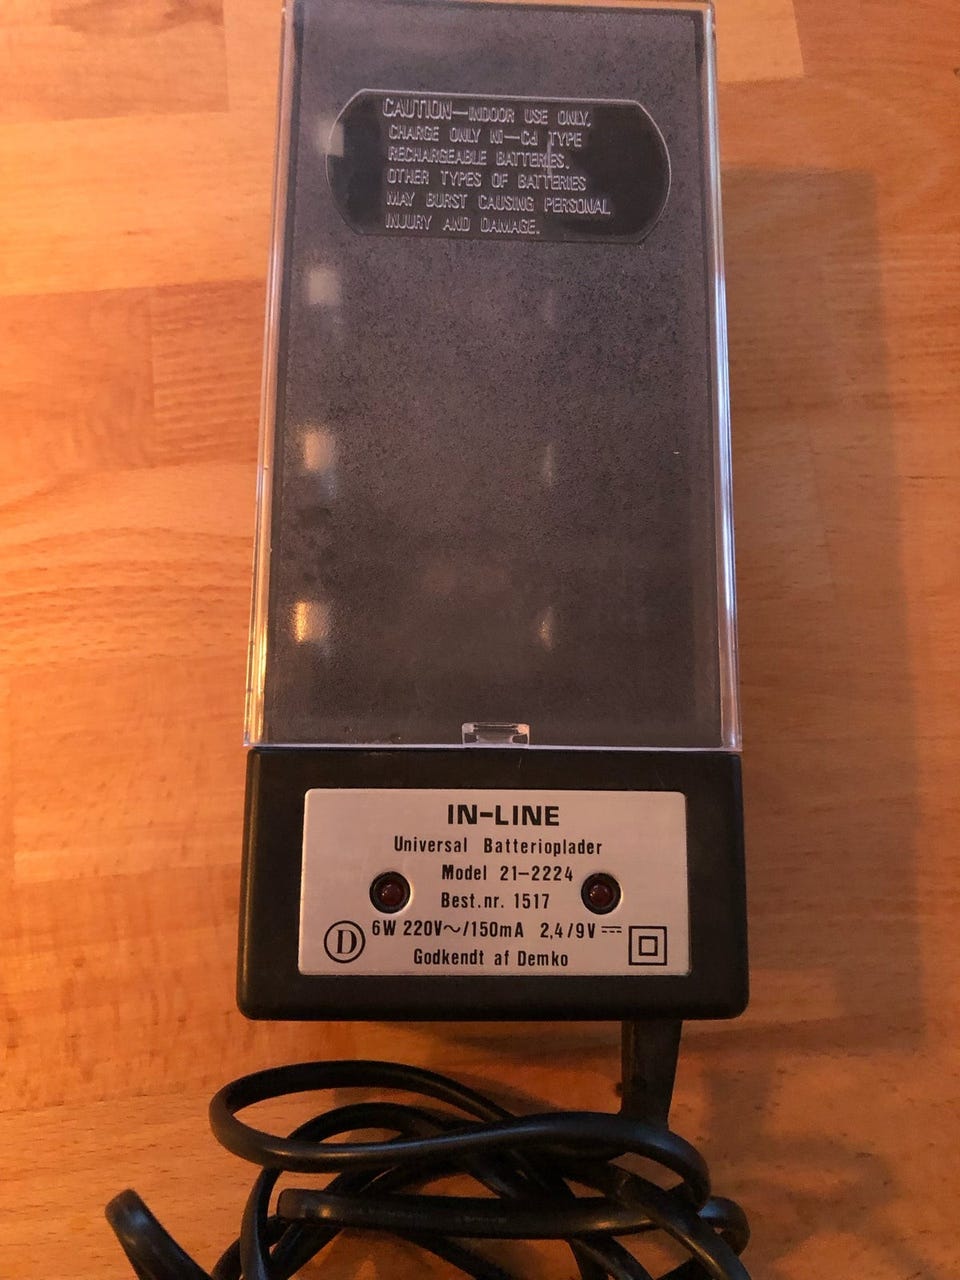 CAUTION—INDOOR USE ONLY,
CHARGE ONLY Ni—Cd TYPE
RECHARGEABLE BATTERIES.
OTHER TYPES OF BATTERIES
MAY BURST CAUSING PERSONAL
INJURY AND DAMAGE.
IN-LINE
Universal Batterioplader
Model 21-2224
Best.nr. 1517
D 6W 220V~/150mA 2,4/9V⎓
Godkendt af Demko